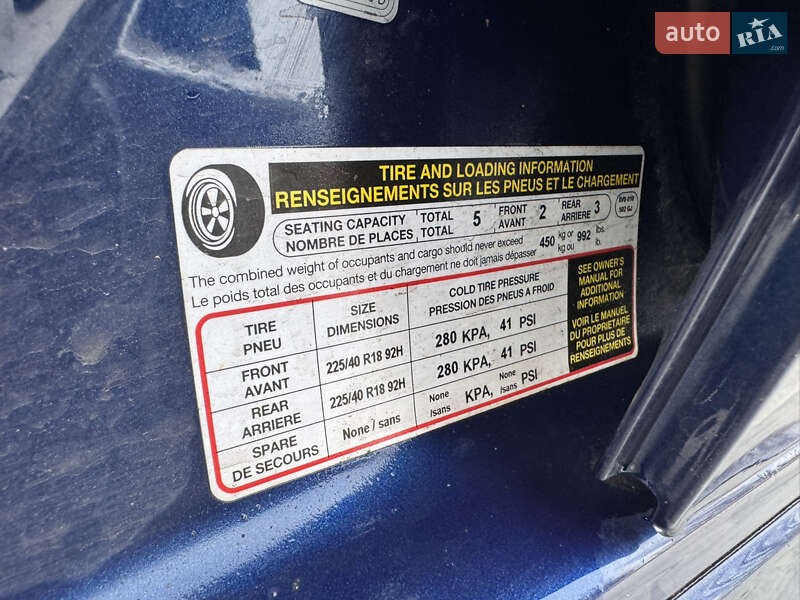 auto RIA
.com
TIRE AND LOADING INFORMATION
RENSEIGNEMENTS SUR LES PNEUS ET LE CHARGEMENT
SEATING CAPACITY TOTAL 5 FRONT 2 REAR 3
NOMBRE DE PLACES TOTAL AVANT ARRIERE
The combined weight of occupants and cargo should never exceed 450 kg or 992 lbs.
Le poids total des occupants et du chargement ne doit jamais dépasser kg ou lb.
TIRE SIZE COLD TIRE PRESSURE
PNEU DIMENSIONS PRESSION DES PNEUS A FROID
FRONT 225/40 R18 92H 280 KPA, 41 PSI
AVANT
REAR 225/40 R18 92H 280 KPA, 41 PSI
ARRIERE
SPARE None / sans None /sans KPA, None /sans PSI
DE SECOURS
SEE OWNER'S
MANUAL FOR
ADDITIONAL
INFORMATION
VOIR LE MANUEL
DU PROPRIETAIRE
POUR PLUS DE
RENSEIGNEMENTS